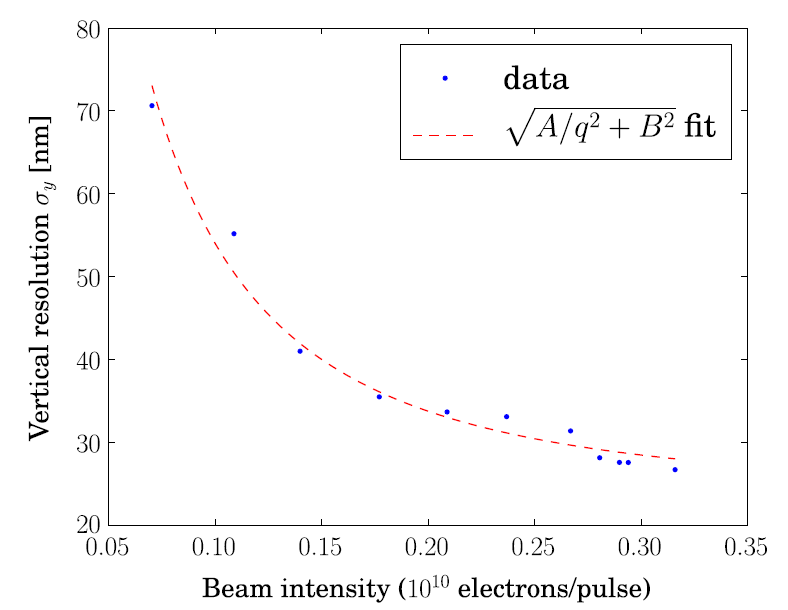 80
70
60
50
40
30
20
0.05 0.10 0.15 0.20 0.25 0.30 0.35
Vertical resolution σ_y [nm]
Beam intensity (10^10 electrons/pulse)
data
√(A/q² + B²) fit